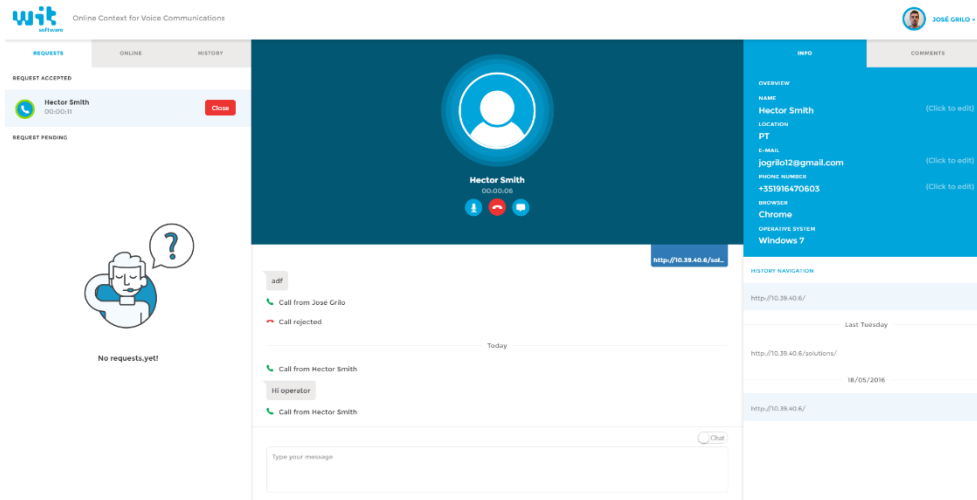 wit
software
Online Context for Voice Communications
JOSÉ GRILO
REQUESTS ONLINE HISTORY
REQUEST ACCEPTED
Hector Smith
00:00:11
Close
REQUEST PENDING
?
No requests,yet!
Hector Smith
00:00:06
http://10.39.40.6/sol...
adf
Call from José Grilo
Call rejected
Today
Call from Hector Smith
Hi operator
Call from Hector Smith
Chat
Type your message
INFO COMMENTS
OVERVIEW
NAME
Hector Smith (Click to edit)
LOCATION
PT
E-MAIL
jogrilo12@gmail.com (Click to edit)
PHONE NUMBER
+351916470603 (Click to edit)
BROWSER
Chrome
OPERATIVE SYSTEM
Windows 7
HISTORY NAVIGATION
http://10.39.40.6/
Last Tuesday
http://10.39.40.6/solutions/
18/05/2016
http://10.39.40.6/